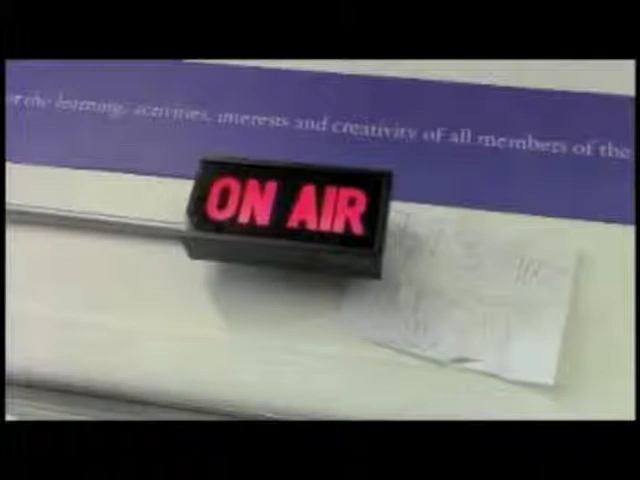 the learning, activities, interests and creativity of all members of the
ON AIR